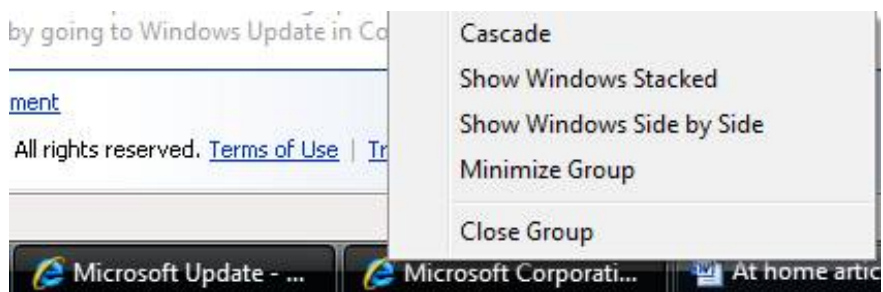 by going to Windows Update in Co
ment
All rights reserved. Terms of Use | Tr
Cascade
Show Windows Stacked
Show Windows Side by Side
Minimize Group
Close Group
Microsoft Update - ...
Microsoft Corporati...
At home artic